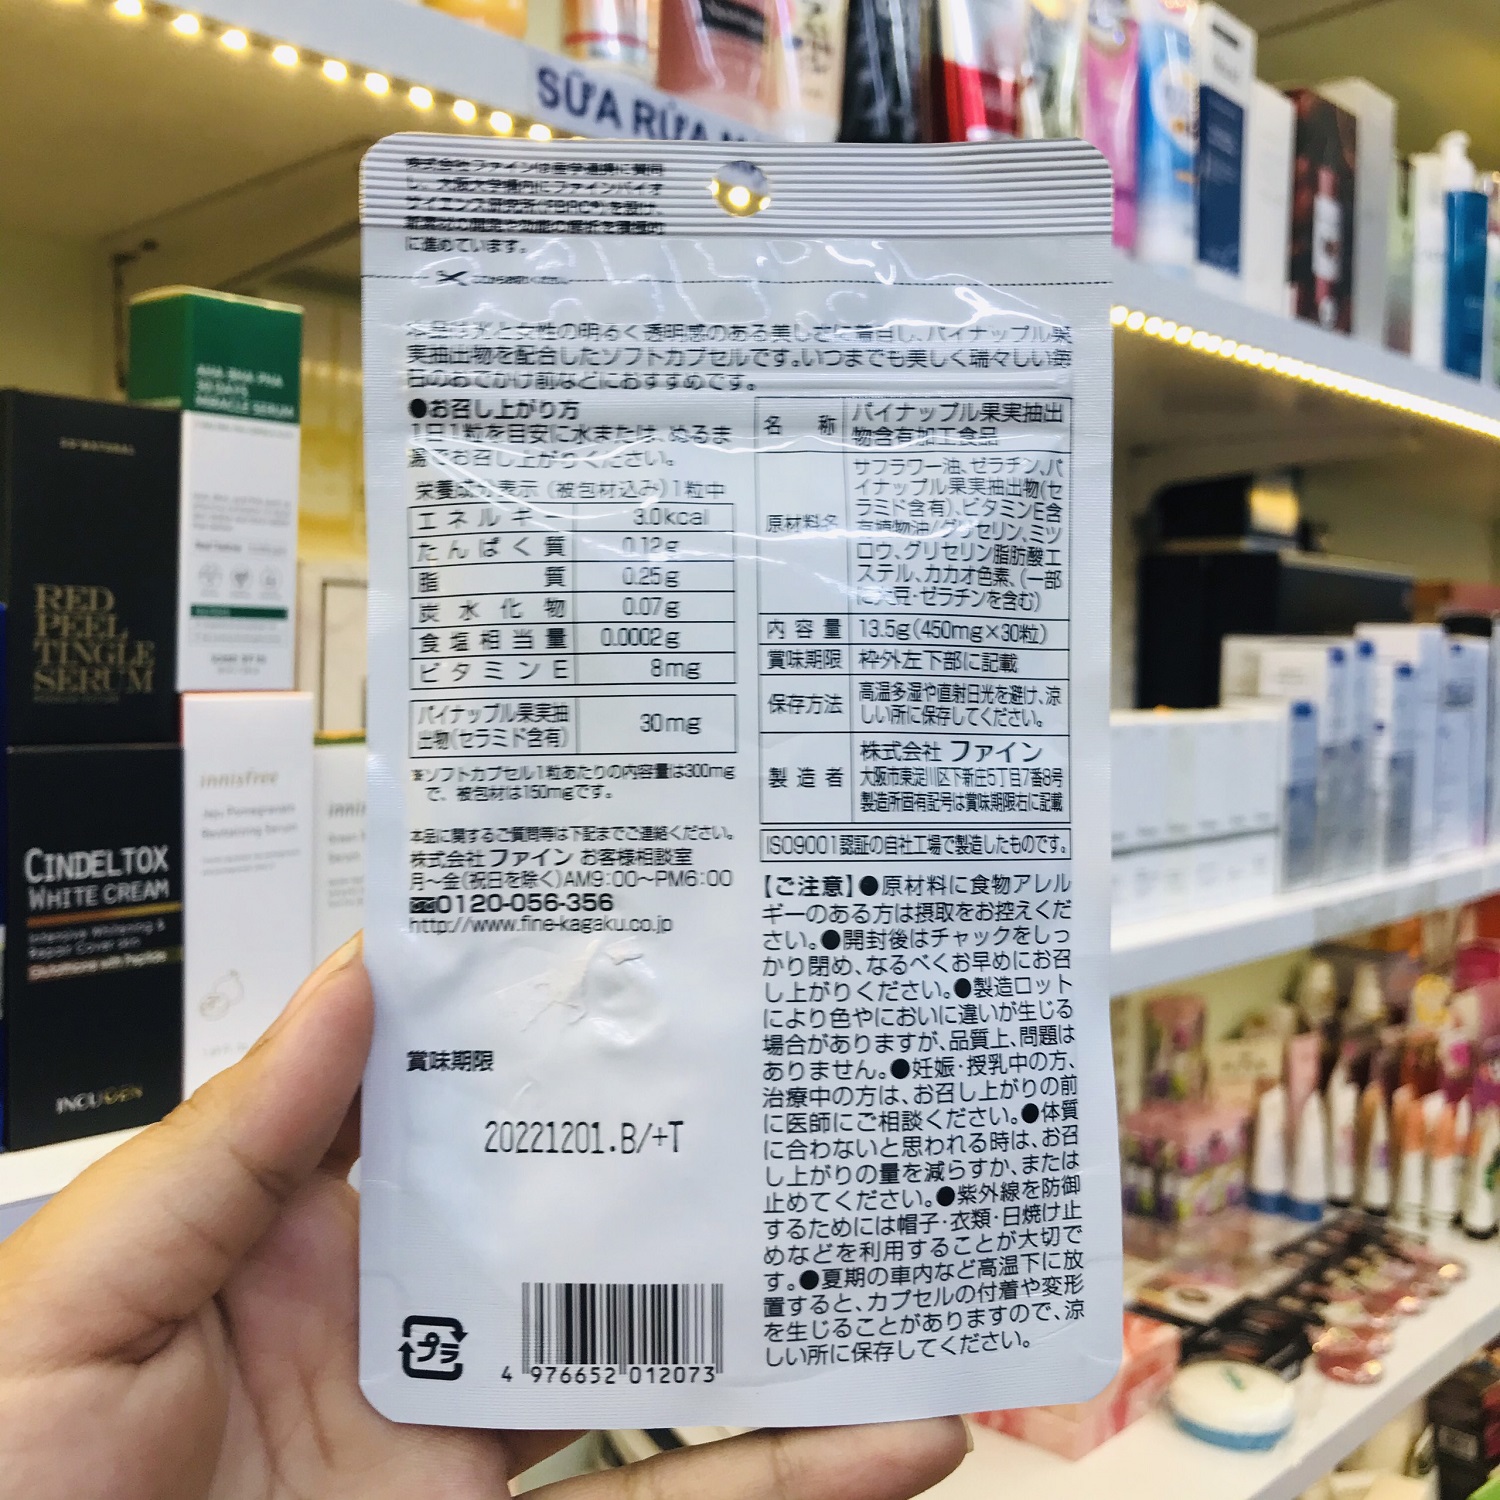 SỮA RỬA
株式会社ファインは産学連携に賛同
し、大阪大学構内にファインバイオ
サイエンス研究所(FBRC®)を設け、
新素材の開発や効能の解析を積極的
に進めています。
本品は光と女性の明るく透明感のある美しさに着目し、パイナップル果
実抽出物を配合したソフトカプセルです。いつまでも美しく瑞々しい毎
日のおでかけ前などにおすすめです。
●お召し上がり方
1日1粒を目安に水または、ぬるま
湯でお召し上がりください。
栄養成分表示(被包材込み)1粒中
エネルギー 3.0kcal
たんぱく質 0.12g
脂質 0.25g
炭水化物 0.07g
食塩相当量 0.0002g
ビタミンE 8mg
パイナップル果実抽
出物(セラミド含有) 30mg
※ソフトカプセル1粒あたりの内容量は300mg
で、被包材は150mgです。
本品に関するご質問等は下記までご連絡ください。
株式会社ファイン お客様相談室
月〜金(祝日を除く)AM9:00〜PM6:00
0120-056-356
http://www.fine-kagaku.co.jp
賞味期限
20221201.B/+T
プラ
4 976652 012073
名称 パイナップル果実抽出
物含有加工食品
原材料名 サフラワー油、ゼラチン、パ
イナップル果実抽出物(セ
ラミド含有)、ビタミンE含
有植物油/グリセリン、ミツ
ロウ、グリセリン脂肪酸エ
ステル、カカオ色素、(一部
に大豆・ゼラチンを含む)
内容量 13.5g(450mg×30粒)
賞味期限 枠外左下部に記載
保存方法 高温多湿や直射日光を避け、涼
しい所に保存してください。
製造者 株式会社 ファイン
大阪市東淀川区下新庄5丁目7番8号
製造所固有記号は賞味期限右に記載
ISO9001認証の自社工場で製造したものです。
【ご注意】●原材料に食物アレル
ギーのある方は摂取をお控えくだ
さい。●開封後はチャックをしっ
かり閉め、なるべくお早めにお召
し上がりください。●製造ロット
により色やにおいに違いが生じる
場合がありますが、品質上、問題は
ありません。●妊娠・授乳中の方、
治療中の方は、お召し上がりの前
に医師にご相談ください。●体質
に合わないと思われる時は、お召
し上がりの量を減らすか、または
止めてください。●紫外線を防御
するためには帽子・衣類・日焼け止
めなどを利用することが大切で
す。●夏期の車内など高温下に放
置すると、カプセルの付着や変形
を生じることがありますので、涼
しい所に保存してください。
AHA BHA PHA
30 DAYS
MIRACLE SERUM
RED
PEEL
TINGLE
SERUM
CINDELTOX
WHITE CREAM
Intensive Whitening &
Repair Cover skin
Glutathione with Peptide
INCUGEN
innisfree
Jeju Pomegranate
Revitalizing Serum